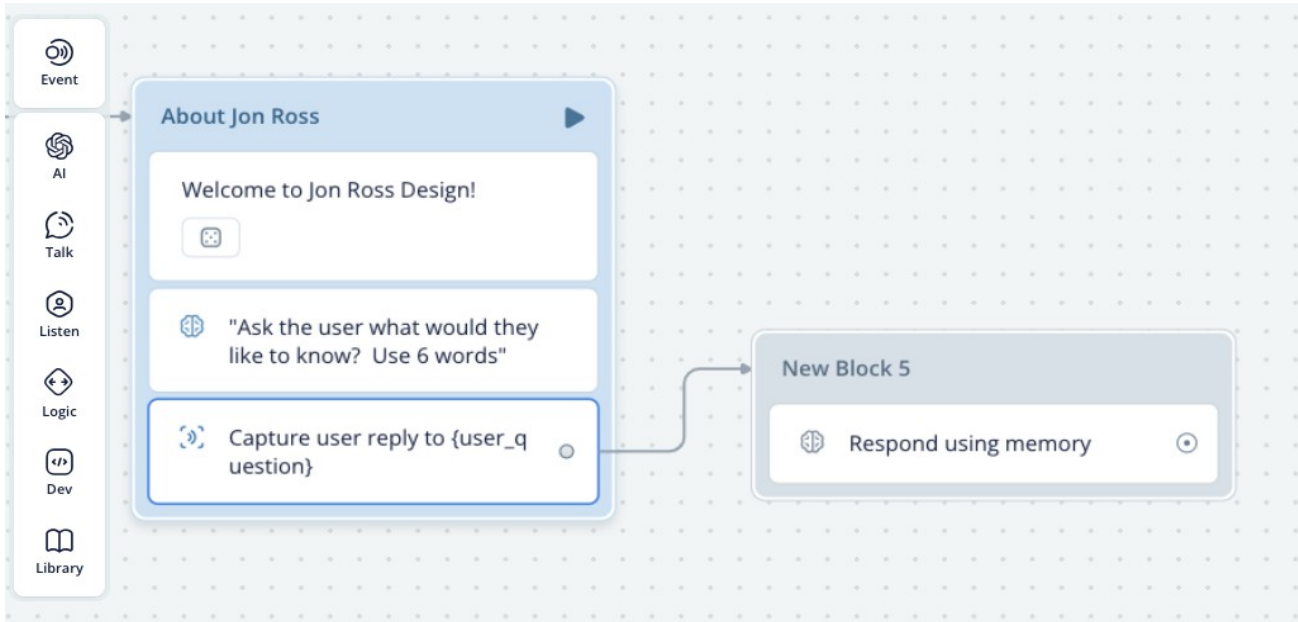 Event
AI
Talk
Listen
Logic
Dev
Library
About Jon Ross
Welcome to Jon Ross Design!
"Ask the user what would they
like to know?  Use 6 words"
Capture user reply to {user_q
uestion}
New Block 5
Respond using memory